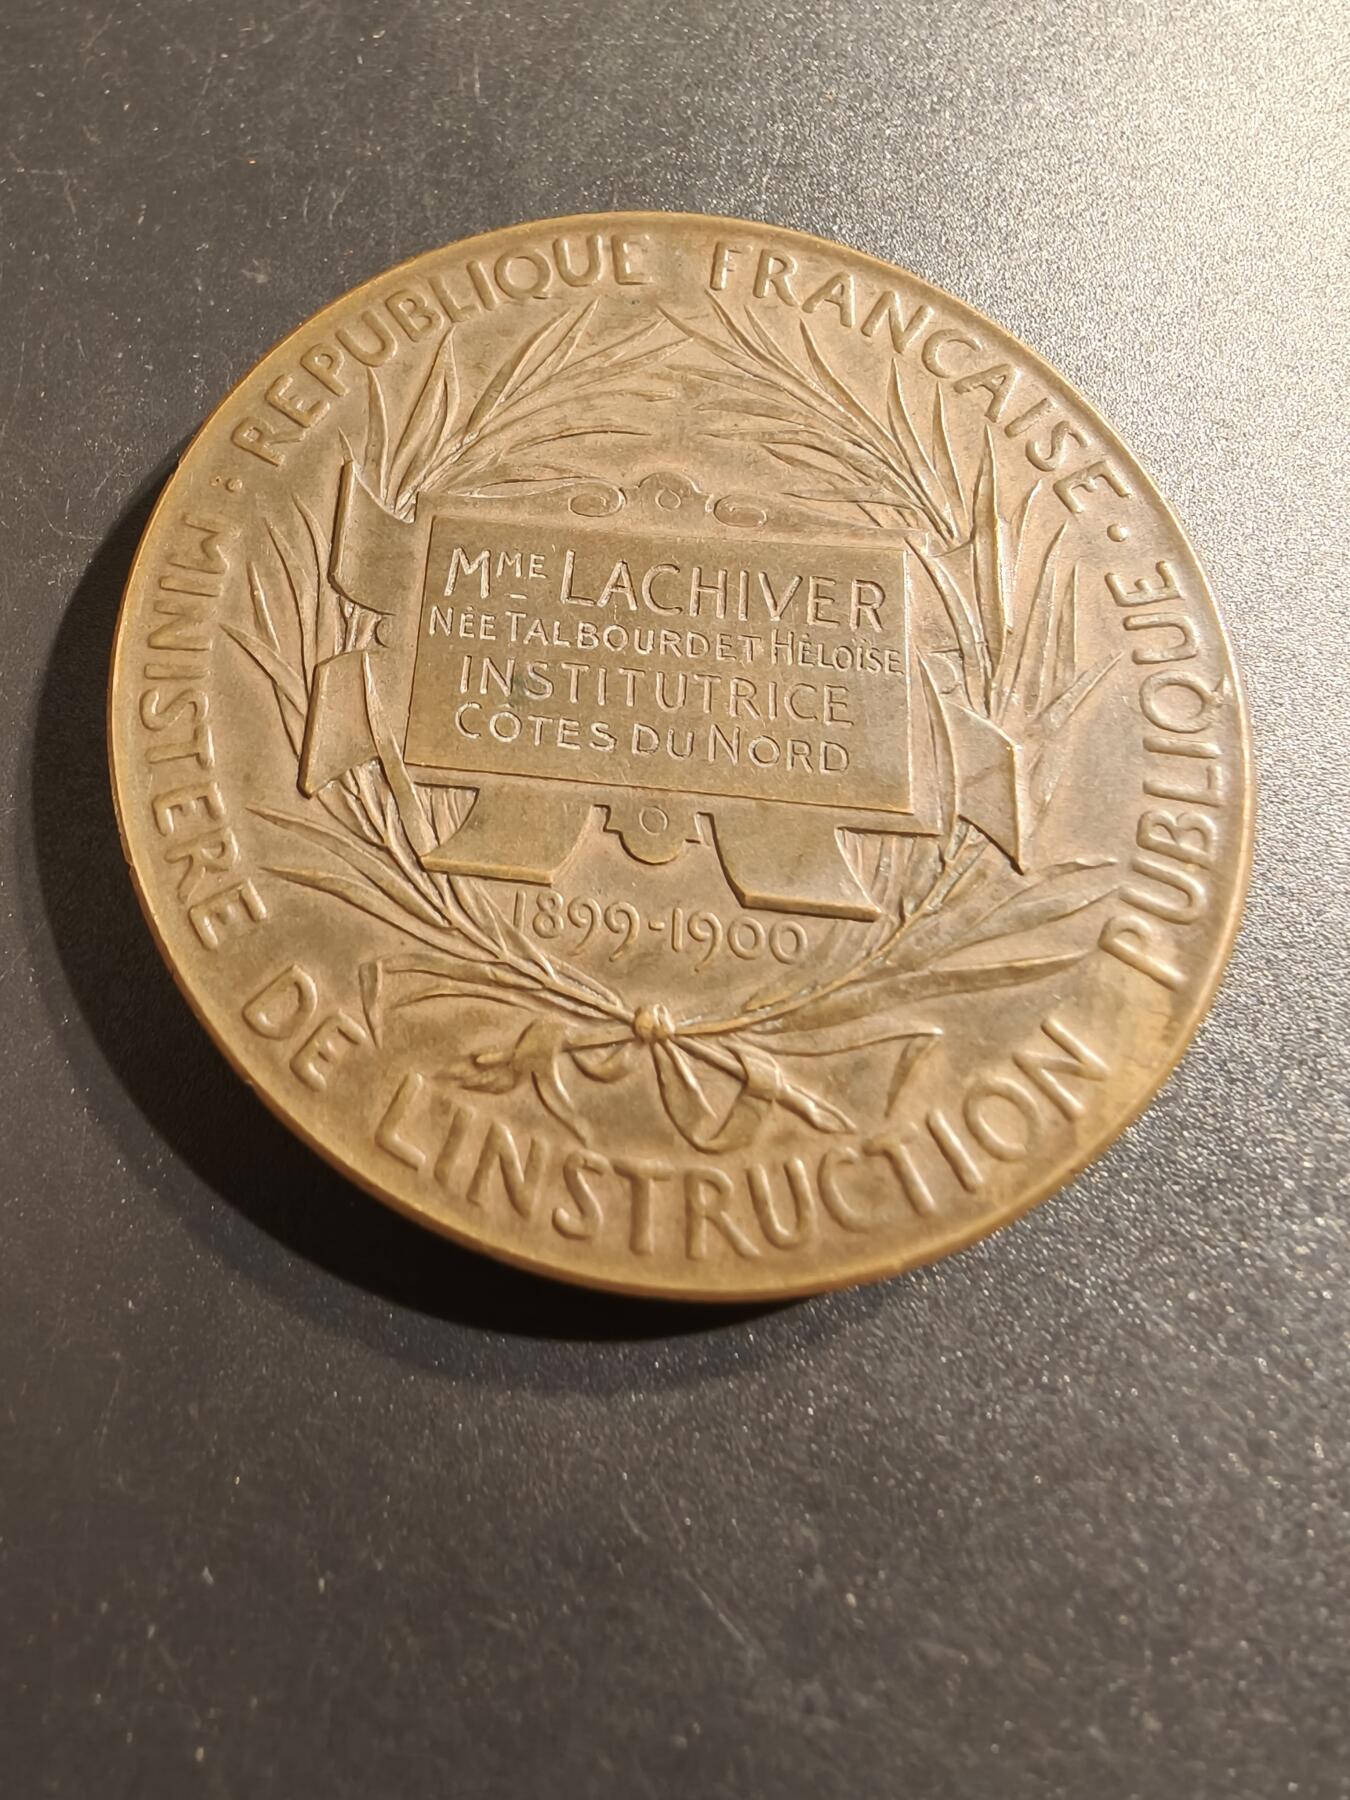 REPUBLIQUE FRANCAISE
MINISTERE DE L'INSTRUCTION PUBLIQUE
MME LACHIVER
NÉE TALBOURDET HÉLOÏSE
INSTITUTRICE
CÔTES DU NORD
1899-1900